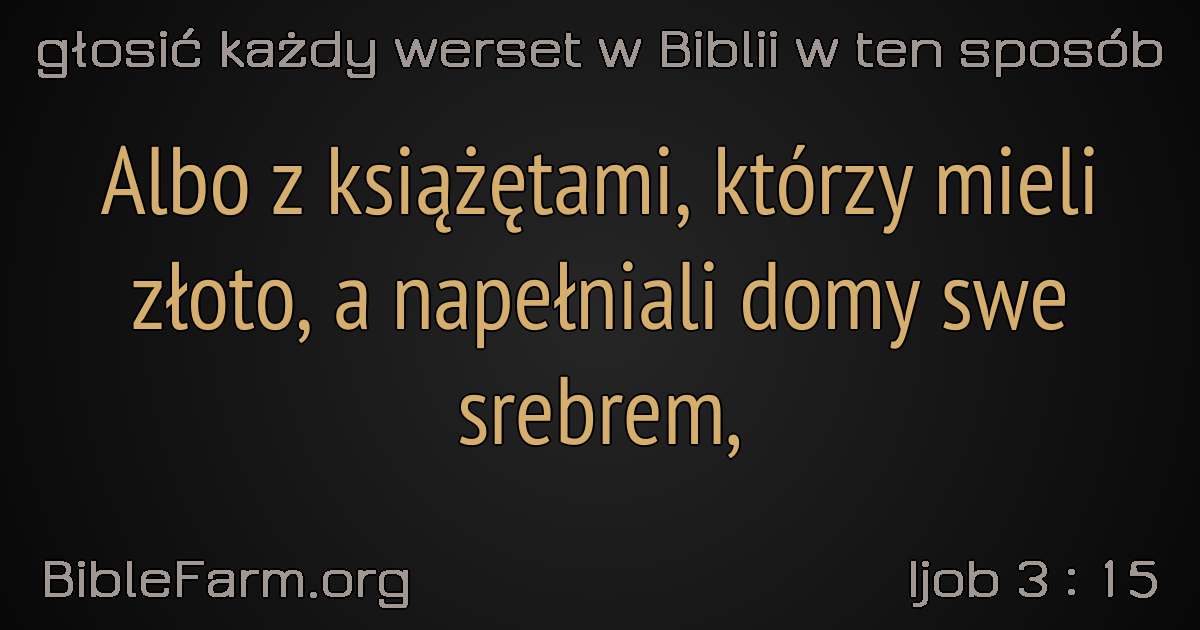 głosić każdy werset w Biblii w ten sposób
Albo z książętami, którzy mieli
złoto, a napełniali domy swe
srebrem,
BibleFarm.org
Ijob 3 : 15